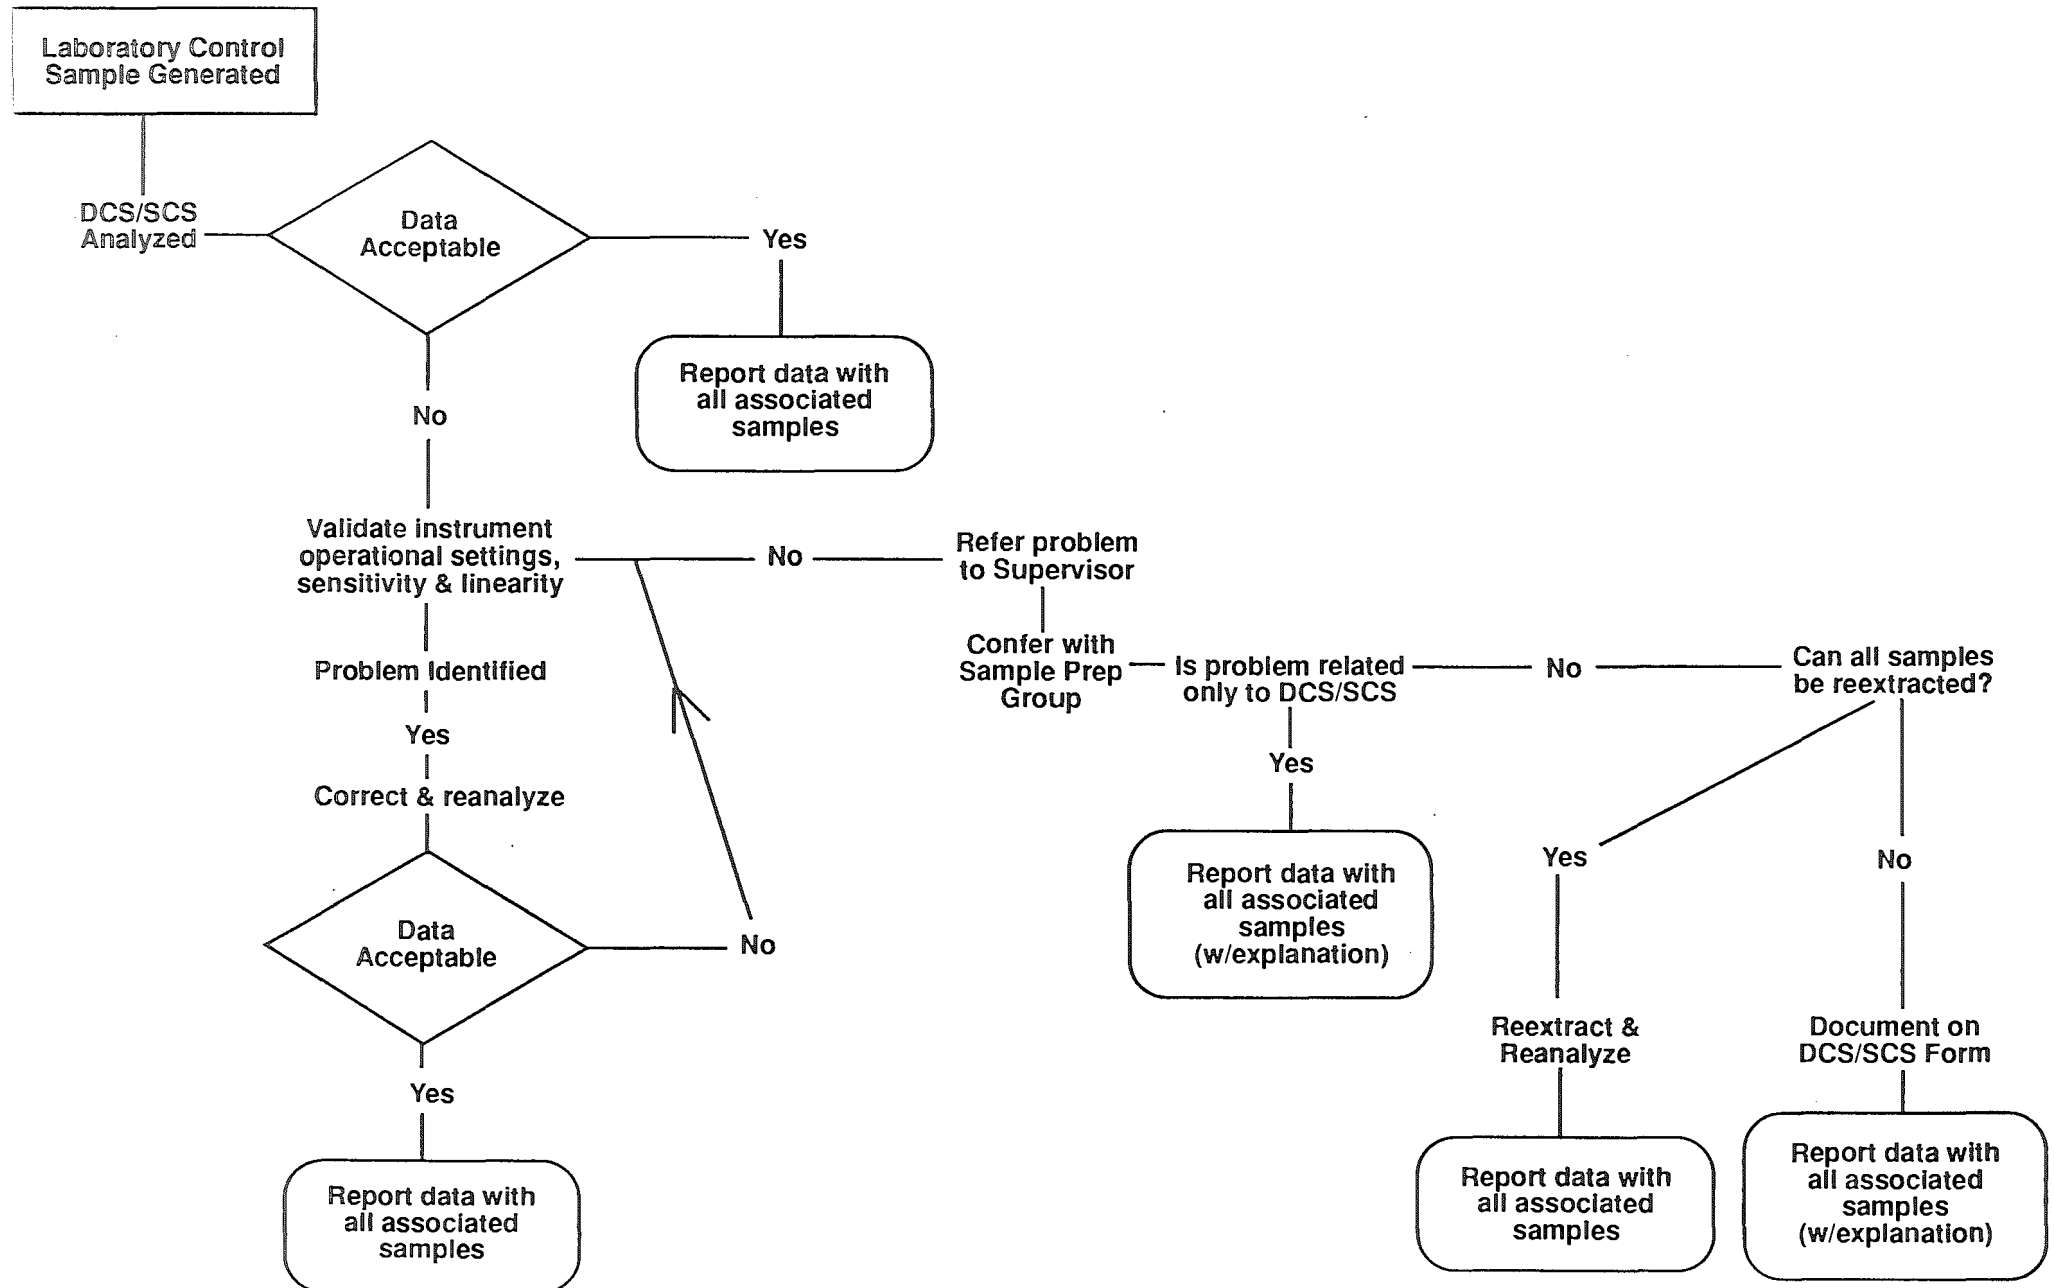 Laboratory Control
Sample Generated
DCS/SCS
Analyzed
Data
Acceptable
Yes
Report data with
all associated
samples
No
Validate instrument
operational settings,
sensitivity & linearity
No
Refer problem
to Supervisor
Confer with
Sample Prep
Group
Is problem related
only to DCS/SCS
No
Can all samples
be reextracted?
Problem Identified
Yes
Correct & reanalyze
Data
Acceptable
No
Yes
Report data with
all associated
samples
Yes
Report data with
all associated
samples
(w/explanation)
Yes
Reextract &
Reanalyze
Report data with
all associated
samples
No
Document on
DCS/SCS Form
Report data with
all associated
samples
(w/explanation)